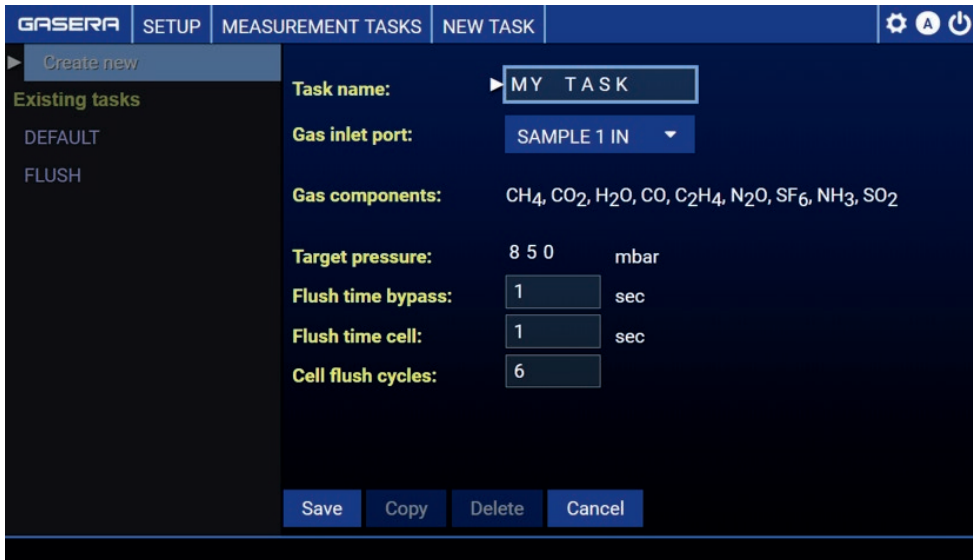 GASERA SETUP MEASUREMENT TASKS NEW TASK A
Create new
Existing tasks
DEFAULT
FLUSH
Task name: MY TASK
Gas inlet port: SAMPLE 1 IN
Gas components: CH4, CO2, H2O, CO, C2H4, N2O, SF6, NH3, SO2
Target pressure: 850 mbar
Flush time bypass: 1 sec
Flush time cell: 1 sec
Cell flush cycles: 6
Save Copy Delete Cancel